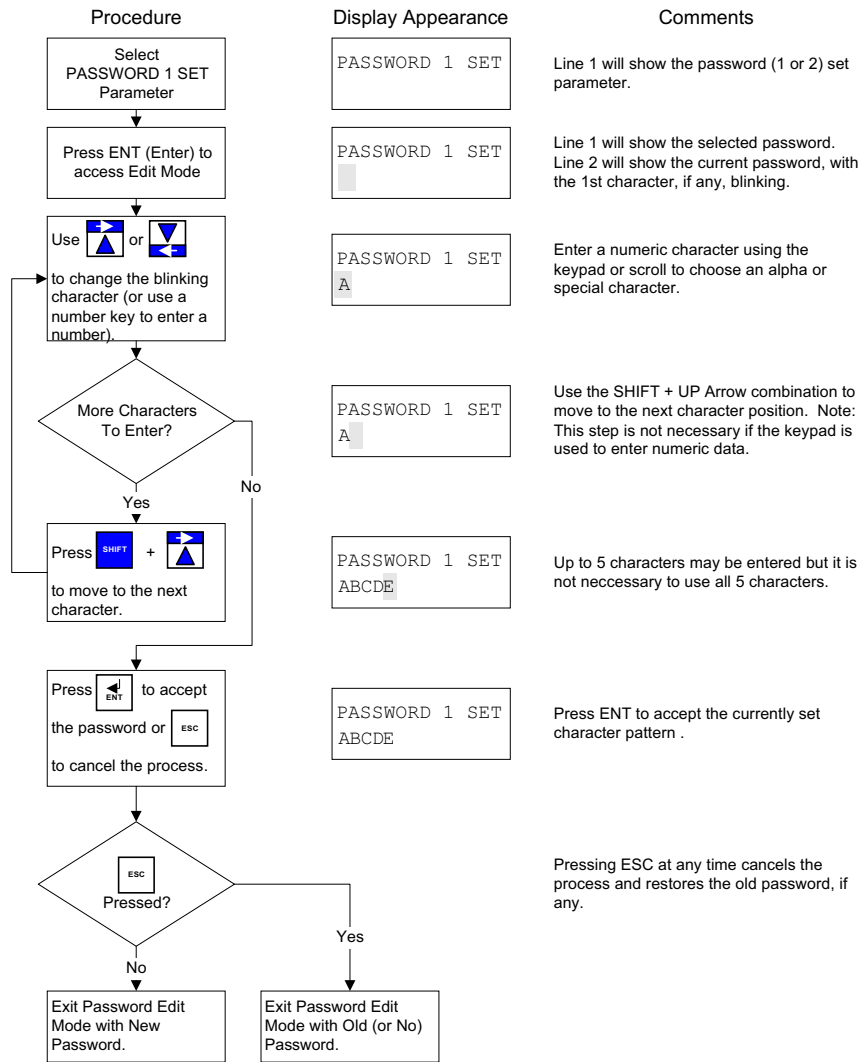 Procedure
Display Appearance
Comments
Select
PASSWORD 1 SET
Parameter
PASSWORD 1 SET
Line 1 will show the password (1 or 2) set
parameter.
Press ENT (Enter) to
access Edit Mode
PASSWORD 1 SET
Line 1 will show the selected password.
Line 2 will show the current password, with
the 1st character, if any, blinking.
Use or
to change the blinking
character (or use a
number key to enter a
number).
PASSWORD 1 SET
A
Enter a numeric character using the
keypad or scroll to choose an alpha or
special character.
More Characters
To Enter?
PASSWORD 1 SET
A
Use the SHIFT + UP Arrow combination to
move to the next character position. Note:
This step is not necessary if the keypad is
used to enter numeric data.
No
Yes
Press SHIFT +
to move to the next
character.
PASSWORD 1 SET
ABCDE
Up to 5 characters may be entered but it is
not neccessary to use all 5 characters.
Press ENT to accept
the password or ESC
to cancel the process.
PASSWORD 1 SET
ABCDE
Press ENT to accept the currently set
character pattern .
ESC
Pressed?
Pressing ESC at any time cancels the
process and restores the old password, if
any.
Yes
No
Exit Password Edit
Mode with New
Password.
Exit Password Edit
Mode with Old (or No)
Password.